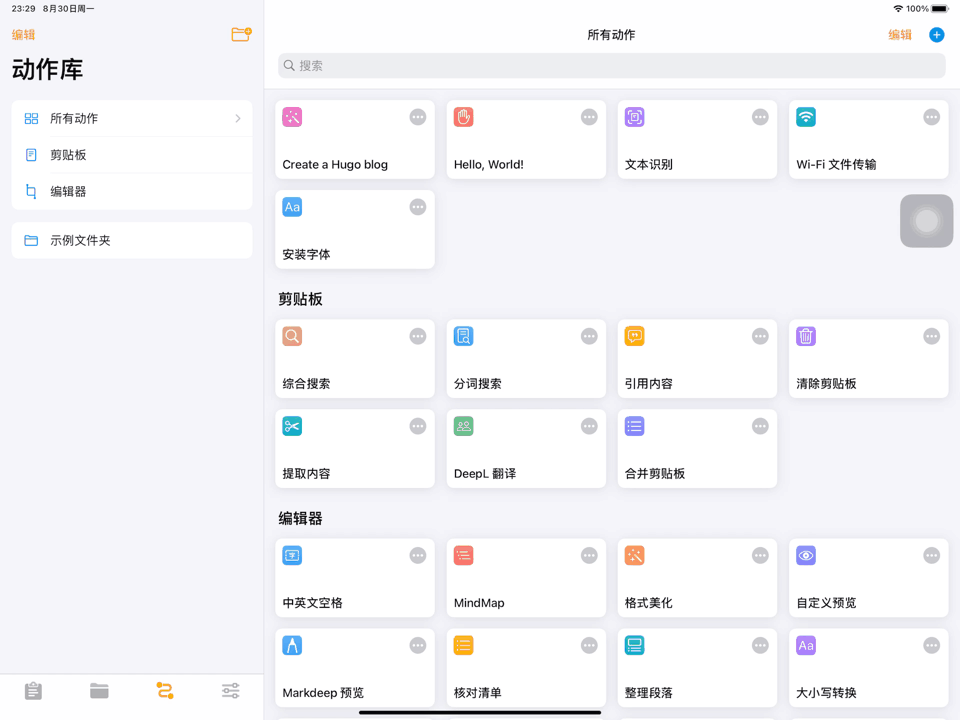 23:29 8月30日周一
100%
编辑
动作库
所有动作
剪贴板
编辑器
示例文件夹
所有动作
编辑
搜索
Create a Hugo blog
Hello, World!
文本识别
Wi-Fi 文件传输
Aa
安装字体
剪贴板
综合搜索
分词搜索
引用内容
清除剪贴板
提取内容
DeepL 翻译
合并剪贴板
编辑器
中英文空格
MindMap
格式美化
自定义预览
Markdeep 预览
核对清单
整理段落
Aa
大小写转换